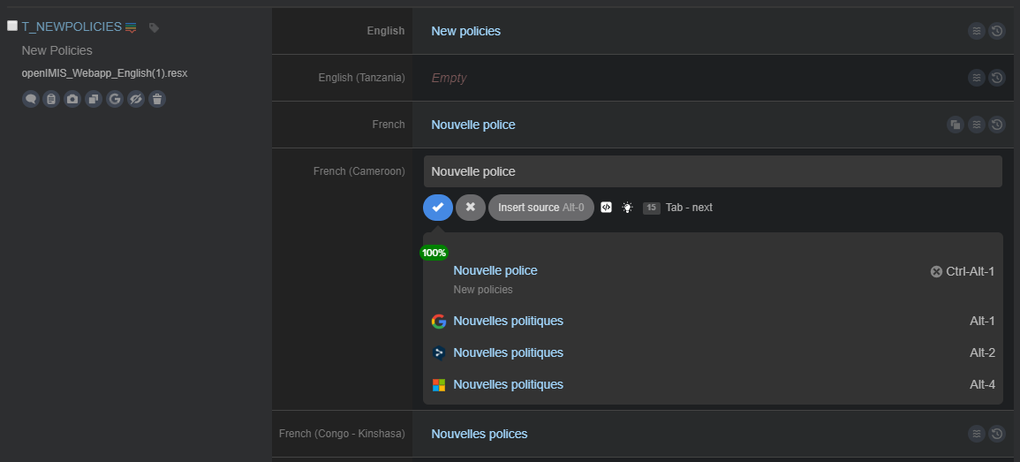 T_NEWPOLICIES
New Policies
openIMIS_Webapp_English(1).resx
English
New policies
English (Tanzania)
Empty
French
Nouvelle police
French (Cameroon)
Nouvelle police
Insert source Alt-0
15 Tab - next
100%
Nouvelle police
Ctrl-Alt-1
New policies
Nouvelles politiques
Alt-1
Nouvelles politiques
Alt-2
Nouvelles politiques
Alt-4
French (Congo - Kinshasa)
Nouvelles polices